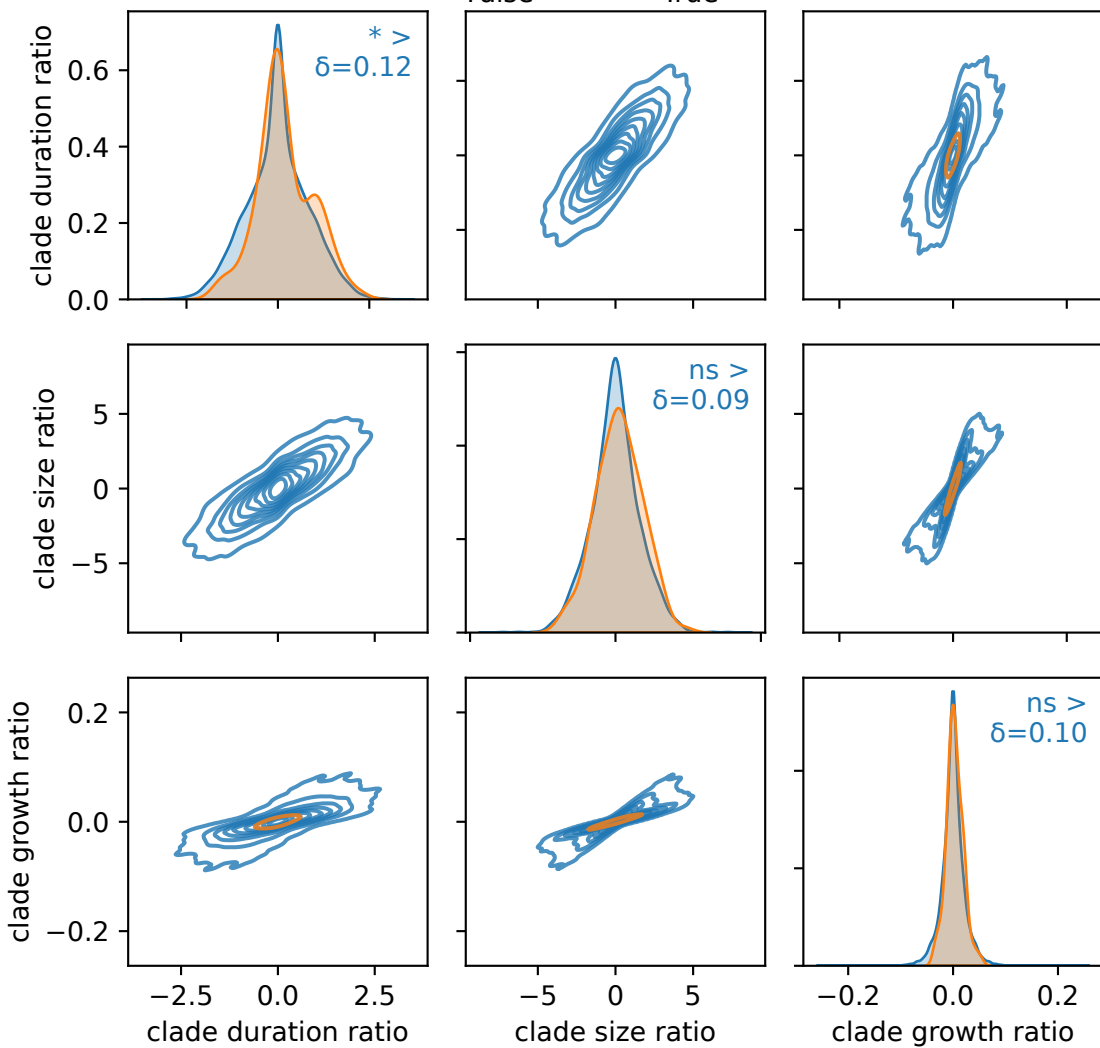 clade duration ratio
0.6
0.4
0.2
0.0
* >
δ=0.12
clade size ratio
5
0
−5
ns >
δ=0.09
clade growth ratio
0.2
0.0
−0.2
ns >
δ=0.10
−2.5 0.0 2.5
−5 0 5
−0.2 0.0 0.2
clade duration ratio
clade size ratio
clade growth ratio